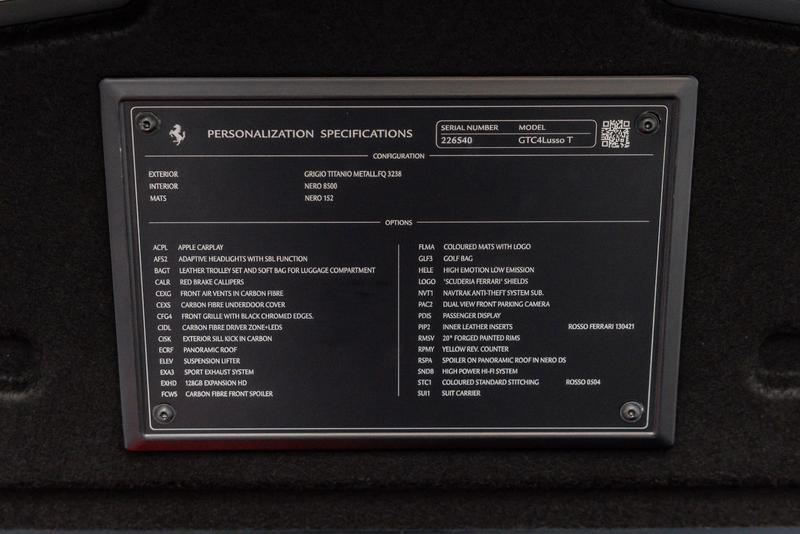 PERSONALIZATION SPECIFICATIONS
SERIAL NUMBER MODEL
226540 GTC4Lusso T
CONFIGURATION
EXTERIOR GRIGIO TITANIO METALL.FQ 3238
INTERIOR NERO 8500
MATS NERO 152
OPTIONS
ACPL APPLE CARPLAY
AFS2 ADAPTIVE HEADLIGHTS WITH SBL FUNCTION
BAGT LEATHER TROLLEY SET AND SOFT BAG FOR LUGGAGE COMPARTMENT
CALR RED BRAKE CALLIPERS
CEXG FRONT AIR VENTS IN CARBON FIBRE
CEXS CARBON FIBRE UNDERDOOR COVER
CFG4 FRONT GRILLE WITH BLACK CHROMED EDGES.
CIDL CARBON FIBRE DRIVER ZONE+LEDS
CISK EXTERIOR SILL KICK IN CARBON
ECRF PANORAMIC ROOF
ELEV SUSPENSION LIFTER
EXA3 SPORT EXHAUST SYSTEM
EXHD 128GB EXPANSION HD
FCWS CARBON FIBRE FRONT SPOILER
FLMA COLOURED MATS WITH LOGO
GLF3 GOLF BAG
HELE HIGH EMOTION LOW EMISSION
LOGO 'SCUDERIA FERRARI' SHIELDS
NVT1 NAVTRAK ANTI-THEFT SYSTEM SUB.
PAC2 DUAL VIEW FRONT PARKING CAMERA
PDIS PASSENGER DISPLAY
PIP2 INNER LEATHER INSERTS ROSSO FERRARI 130421
RMSV 20" FORGED PAINTED RIMS
RPMY YELLOW REV. COUNTER
RSPA SPOILER ON PANORAMIC ROOF IN NERO DS
SNDB HIGH POWER HI-FI SYSTEM
STC1 COLOURED STANDARD STITCHING ROSSO 0504
SUI1 SUIT CARRIER